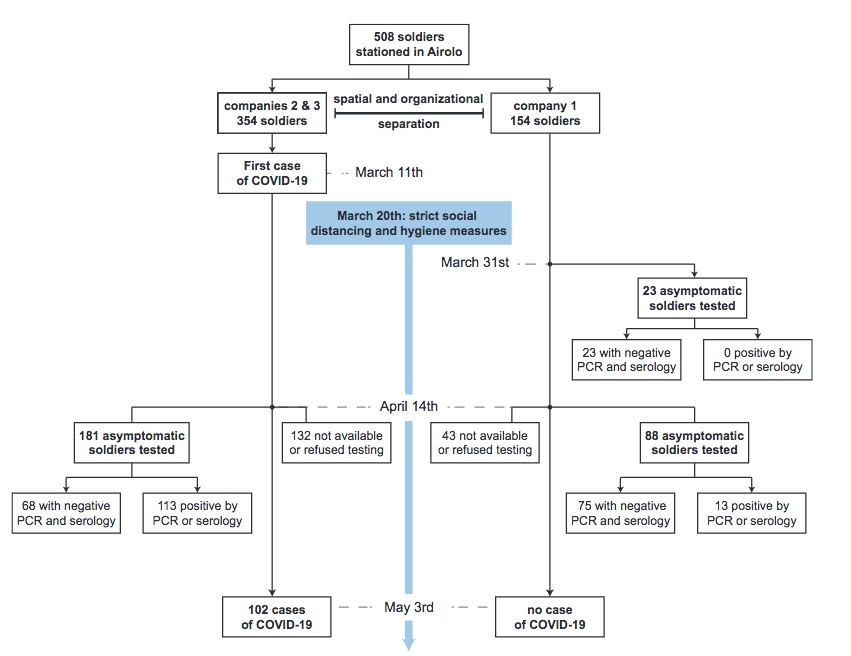 508 soldiers
stationed in Airolo
companies 2 & 3
354 soldiers
spatial and organizational
separation
company 1
154 soldiers
First case
of COVID-19
March 11th
March 20th: strict social
distancing and hygiene measures
March 31st
23 asymptomatic
soldiers tested
23 with negative
PCR and serology
0 positive by
PCR or serology
April 14th
181 asymptomatic
soldiers tested
132 not available
or refused testing
43 not available
or refused testing
88 asymptomatic
soldiers tested
68 with negative
PCR and serology
113 positive by
PCR or serology
75 with negative
PCR and serology
13 positive by
PCR or serology
102 cases
of COVID-19
May 3rd
no case
of COVID-19